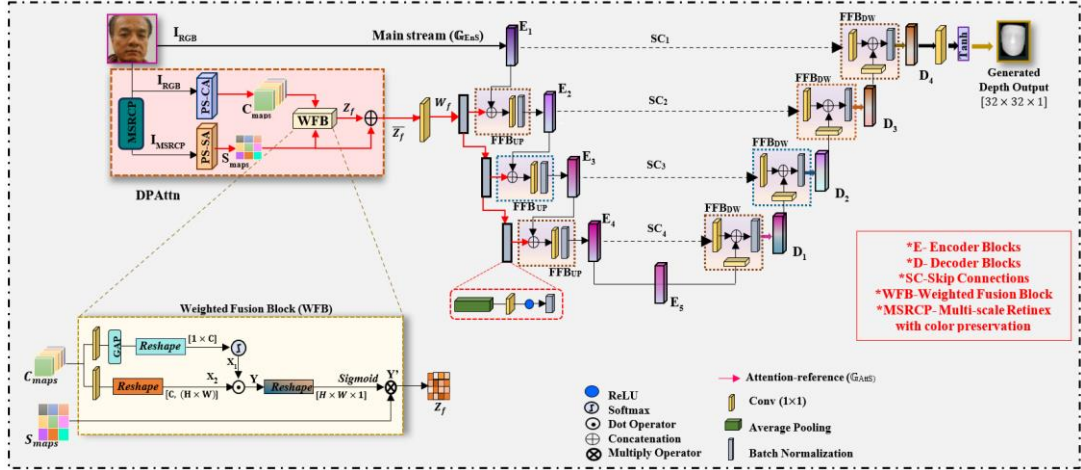 I_RGB
Main stream (𝔾_EnS)
E_1
SC_1
FFB_DW
D_4
Tanh
Generated
Depth Output
[32 × 32 × 1]
I_RGB
PS-CA
C_maps
MSRCP
WFB
Z_f
Z̅_f
W_f
I_MSRCP
PS-SA
S_maps
DPAttn
FFB_UP
E_2
SC_2
FFB_DW
D_3
FFB_UP
E_3
SC_3
FFB_DW
D_2
FFB_UP
E_4
SC_4
FFB_DW
D_1
E_5
*E- Encoder Blocks
*D- Decoder Blocks
*SC-Skip Connections
*WFB-Weighted Fusion Block
*MSRCP- Multi-scale Retinex
with color preservation
Weighted Fusion Block (WFB)
C_maps
GAP
Reshape
[1 × C]
X_1
Reshape
X_2
[C, (H × W)]
Y
Reshape
Sigmoid
[H × W × 1]
Y'
Z_f
S_maps
ReLU
Softmax
Dot Operator
Concatenation
Multiply Operator
Attention-reference (𝔾_AttS)
Conv (1×1)
Average Pooling
Batch Normalization